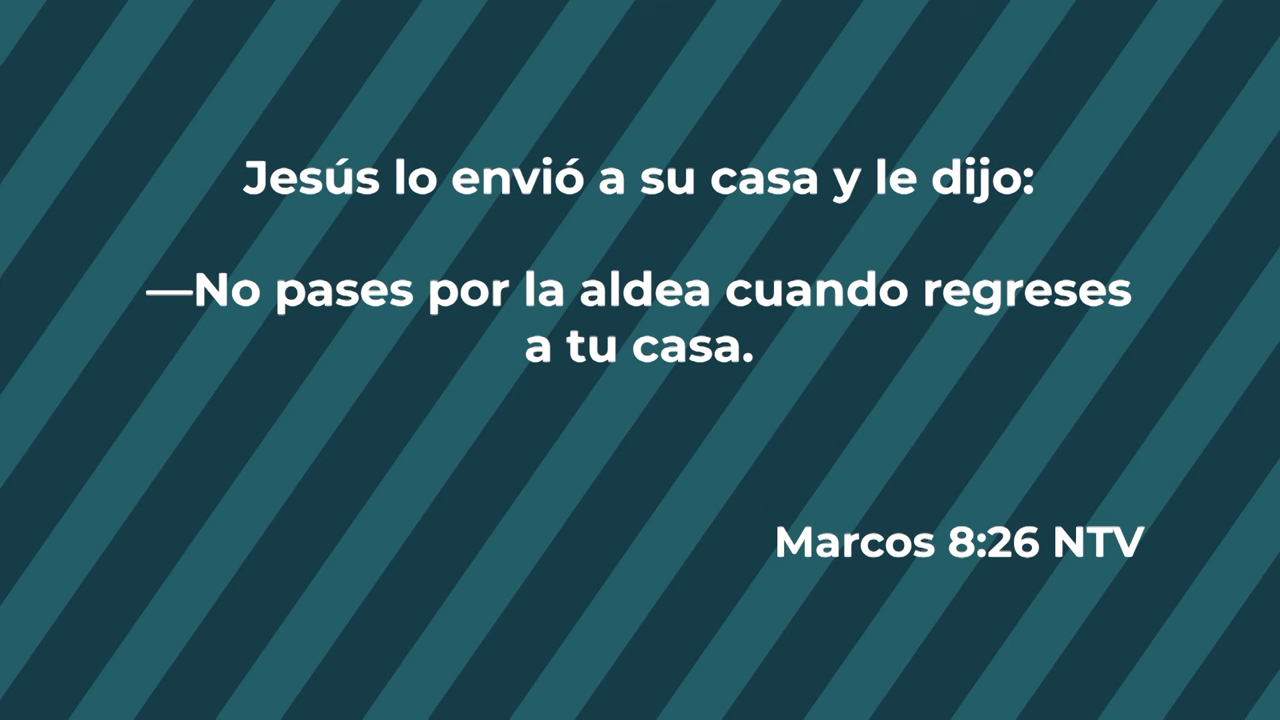 Jesús lo envió a su casa y le dijo:
—No pases por la aldea cuando regreses
a tu casa.
Marcos 8:26 NTV